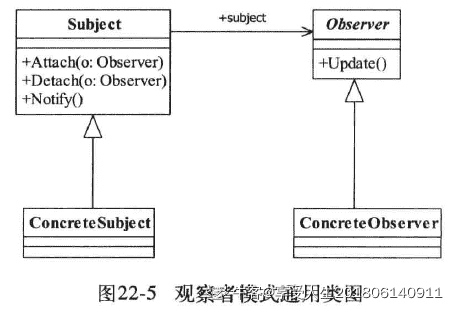 Subject
+subject
Observer
+Attach(o: Observer)
+Detach(o: Observer)
+Notify()
+Update()
ConcreteSubject
ConcreteObserver
图22-5 观察者模式通用类图
201806140911